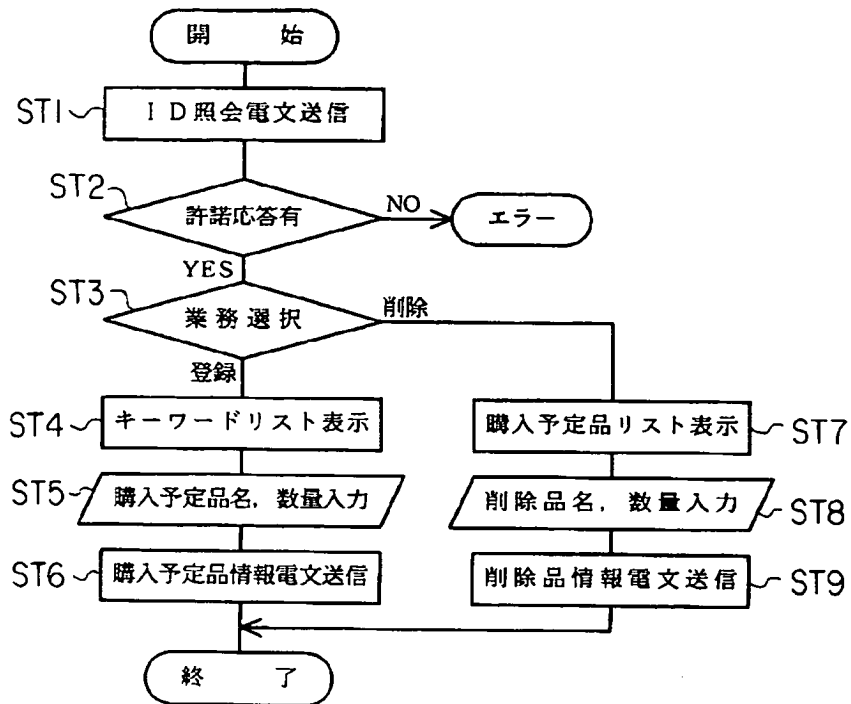 開 始
ST1
ID照会電文送信
ST2
許諾応答有
NO
エラー
YES
ST3
業務選択
削除
登録
ST4
キーワードリスト表示
購入予定品リスト表示
ST7
ST5
購入予定品名,数量入力
削除品名,数量入力
ST8
ST6
購入予定品情報電文送信
削除品情報電文送信
ST9
終 了